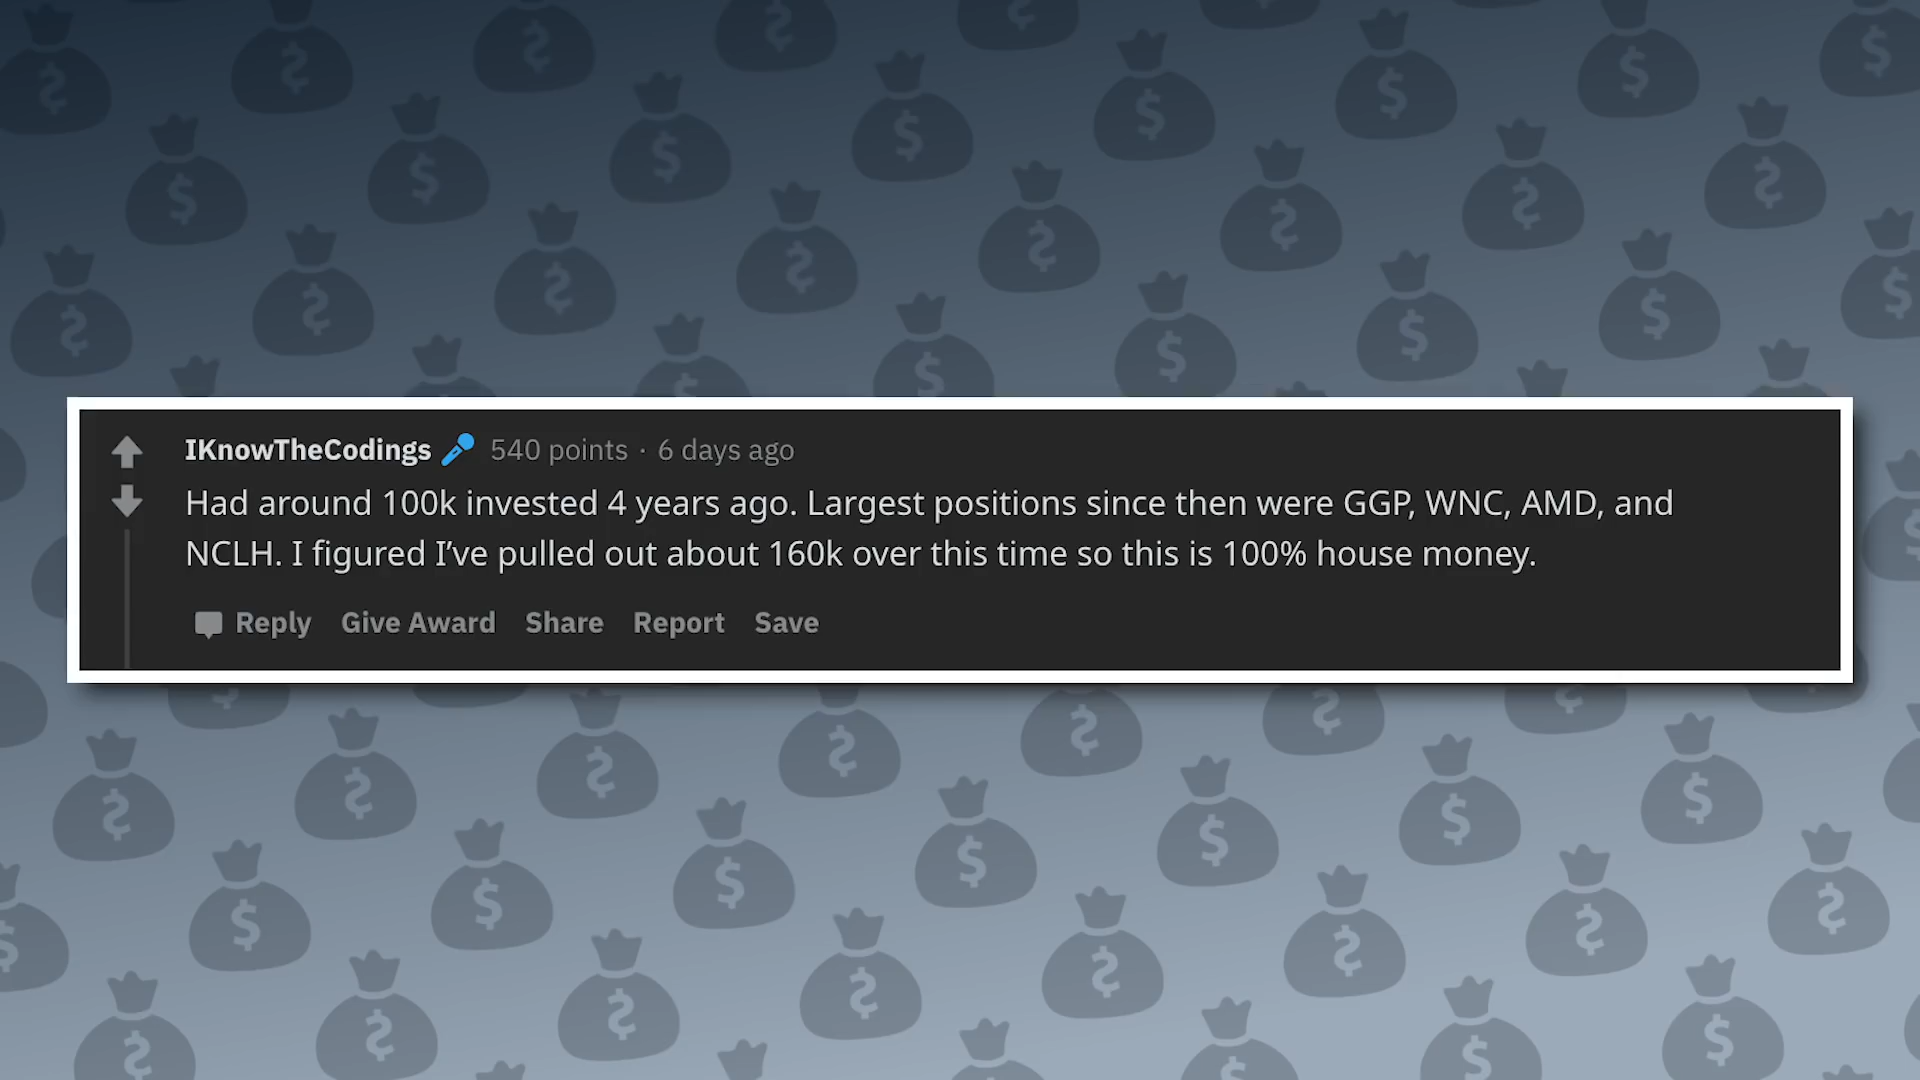 IKnowTheCodings 540 points · 6 days ago
Had around 100k invested 4 years ago. Largest positions since then were GGP, WNC, AMD, and
NCLH. I figured I’ve pulled out about 160k over this time so this is 100% house money.
Reply Give Award Share Report Save